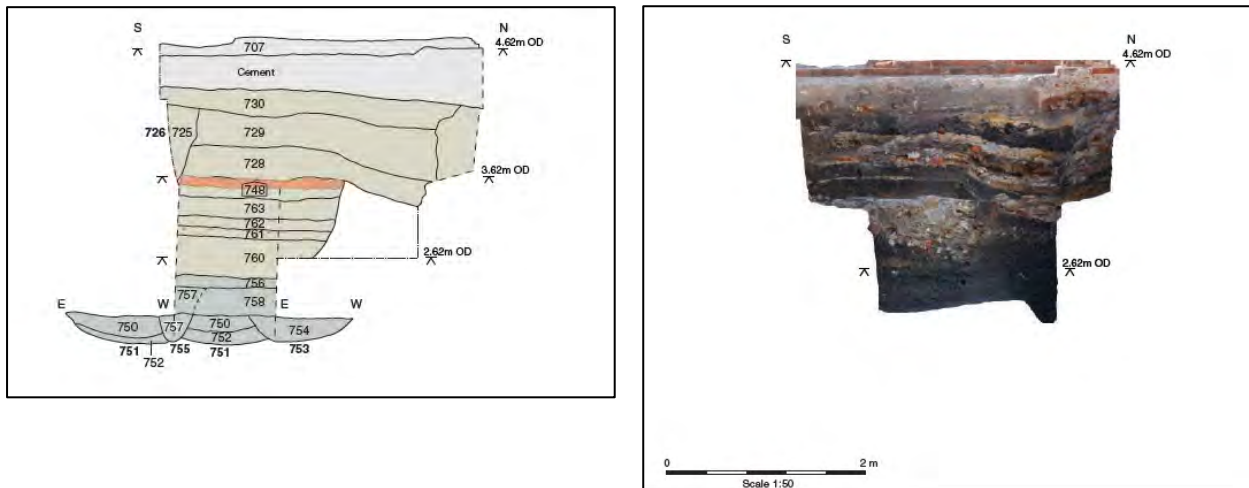 S N
4.62m OD
707
Cement
730
726 725 729
728
3.62m OD
748
763
762
761
2.62m OD
760
756
757 758
E W E W
750 757 750 754
752
751 755 751 753
752
S N
4.62m OD
2.62m OD
0 2 m
Scale 1:50